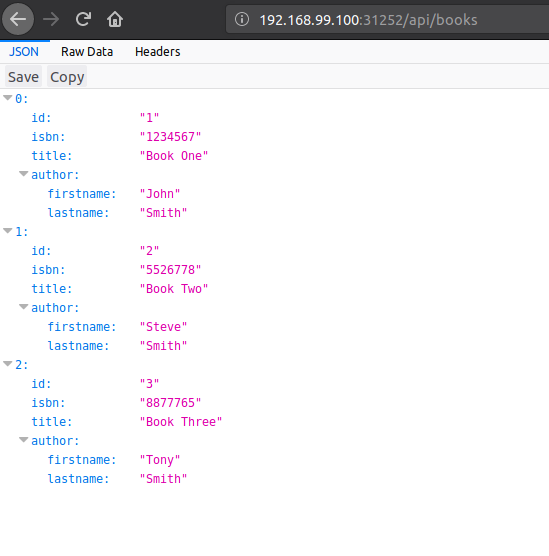 192.168.99.100:31252/api/books
JSON Raw Data Headers
Save Copy
0:
id: "1"
isbn: "1234567"
title: "Book One"
author:
firstname: "John"
lastname: "Smith"
1:
id: "2"
isbn: "5526778"
title: "Book Two"
author:
firstname: "Steve"
lastname: "Smith"
2:
id: "3"
isbn: "8877765"
title: "Book Three"
author:
firstname: "Tony"
lastname: "Smith"